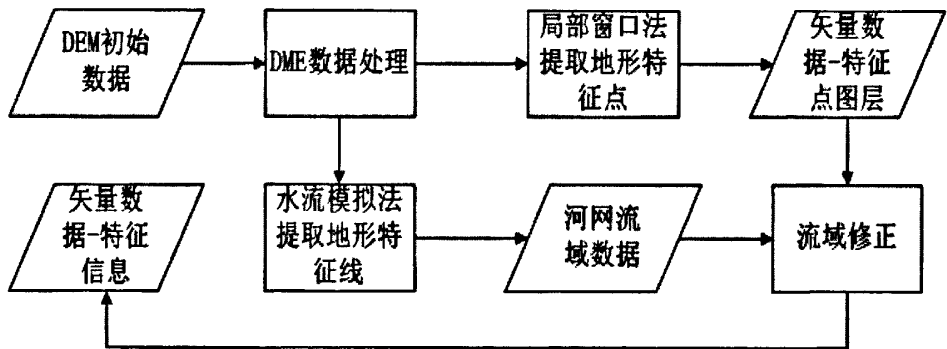 DEM初始
数据
DME数据处理
局部窗口法
提取地形特
征点
矢量数
据-特征
点图层
矢量数
据-特征
信息
水流模拟法
提取地形特
征线
河网流
域数据
流域修正